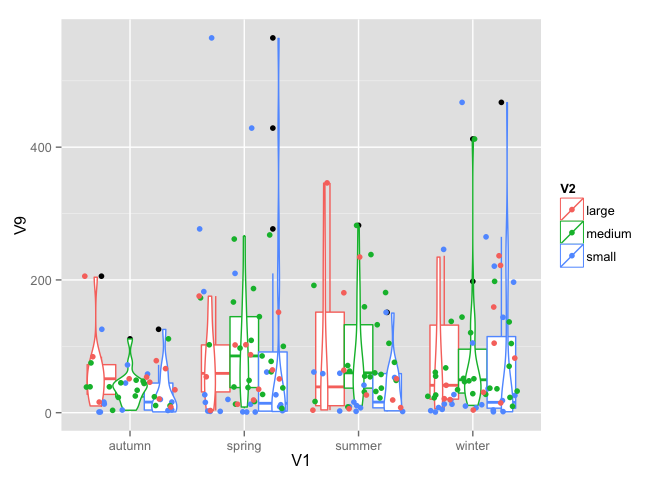 V9
400
200
0
autumn
spring
summer
winter
V1
V2
large
medium
small